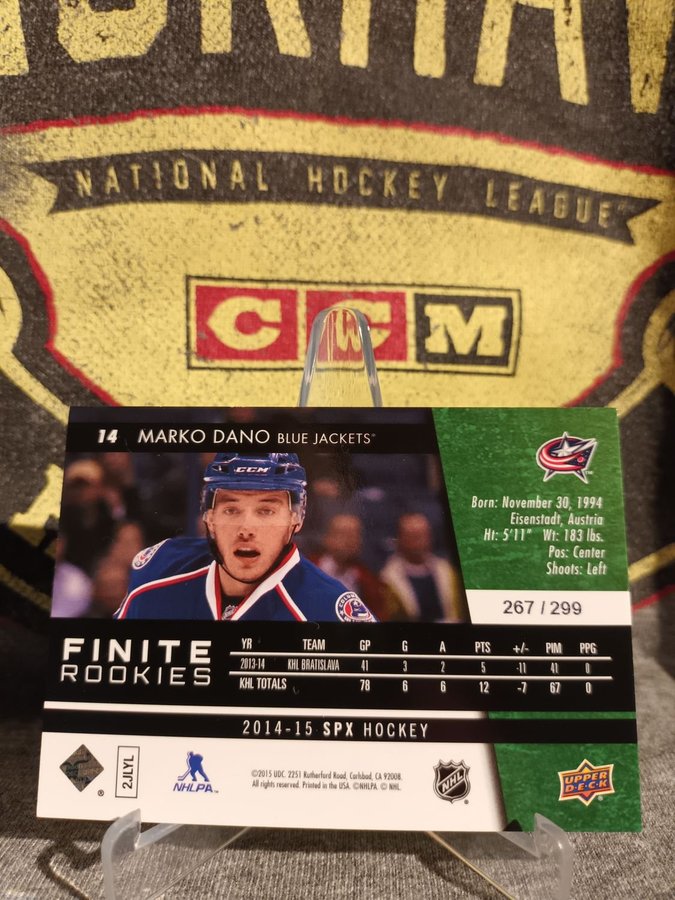 NATIONAL HOCKEY LEAGUE
CCM
14 MARKO DANO BLUE JACKETS
CCM
Born: November 30, 1994
Eisenstadt, Austria
Ht: 5'11" Wt: 183 lbs.
Pos: Center
Shoots: Left
267 / 299
FINITE
ROOKIES
YR TEAM GP G A PTS +/- PIM PPG
2013-14 KHL BRATISLAVA 41 3 2 5 -11 41 0
KHL TOTALS 78 6 6 12 -7 67 0
2014-15 SPX HOCKEY
2JLYL
NHLPA
©2015 UDC. 2251 Rutherford Road, Carlsbad, CA 92008.
All rights reserved. Printed in the USA. ©NHLPA. © NHL.
NHL
UPPER
DECK